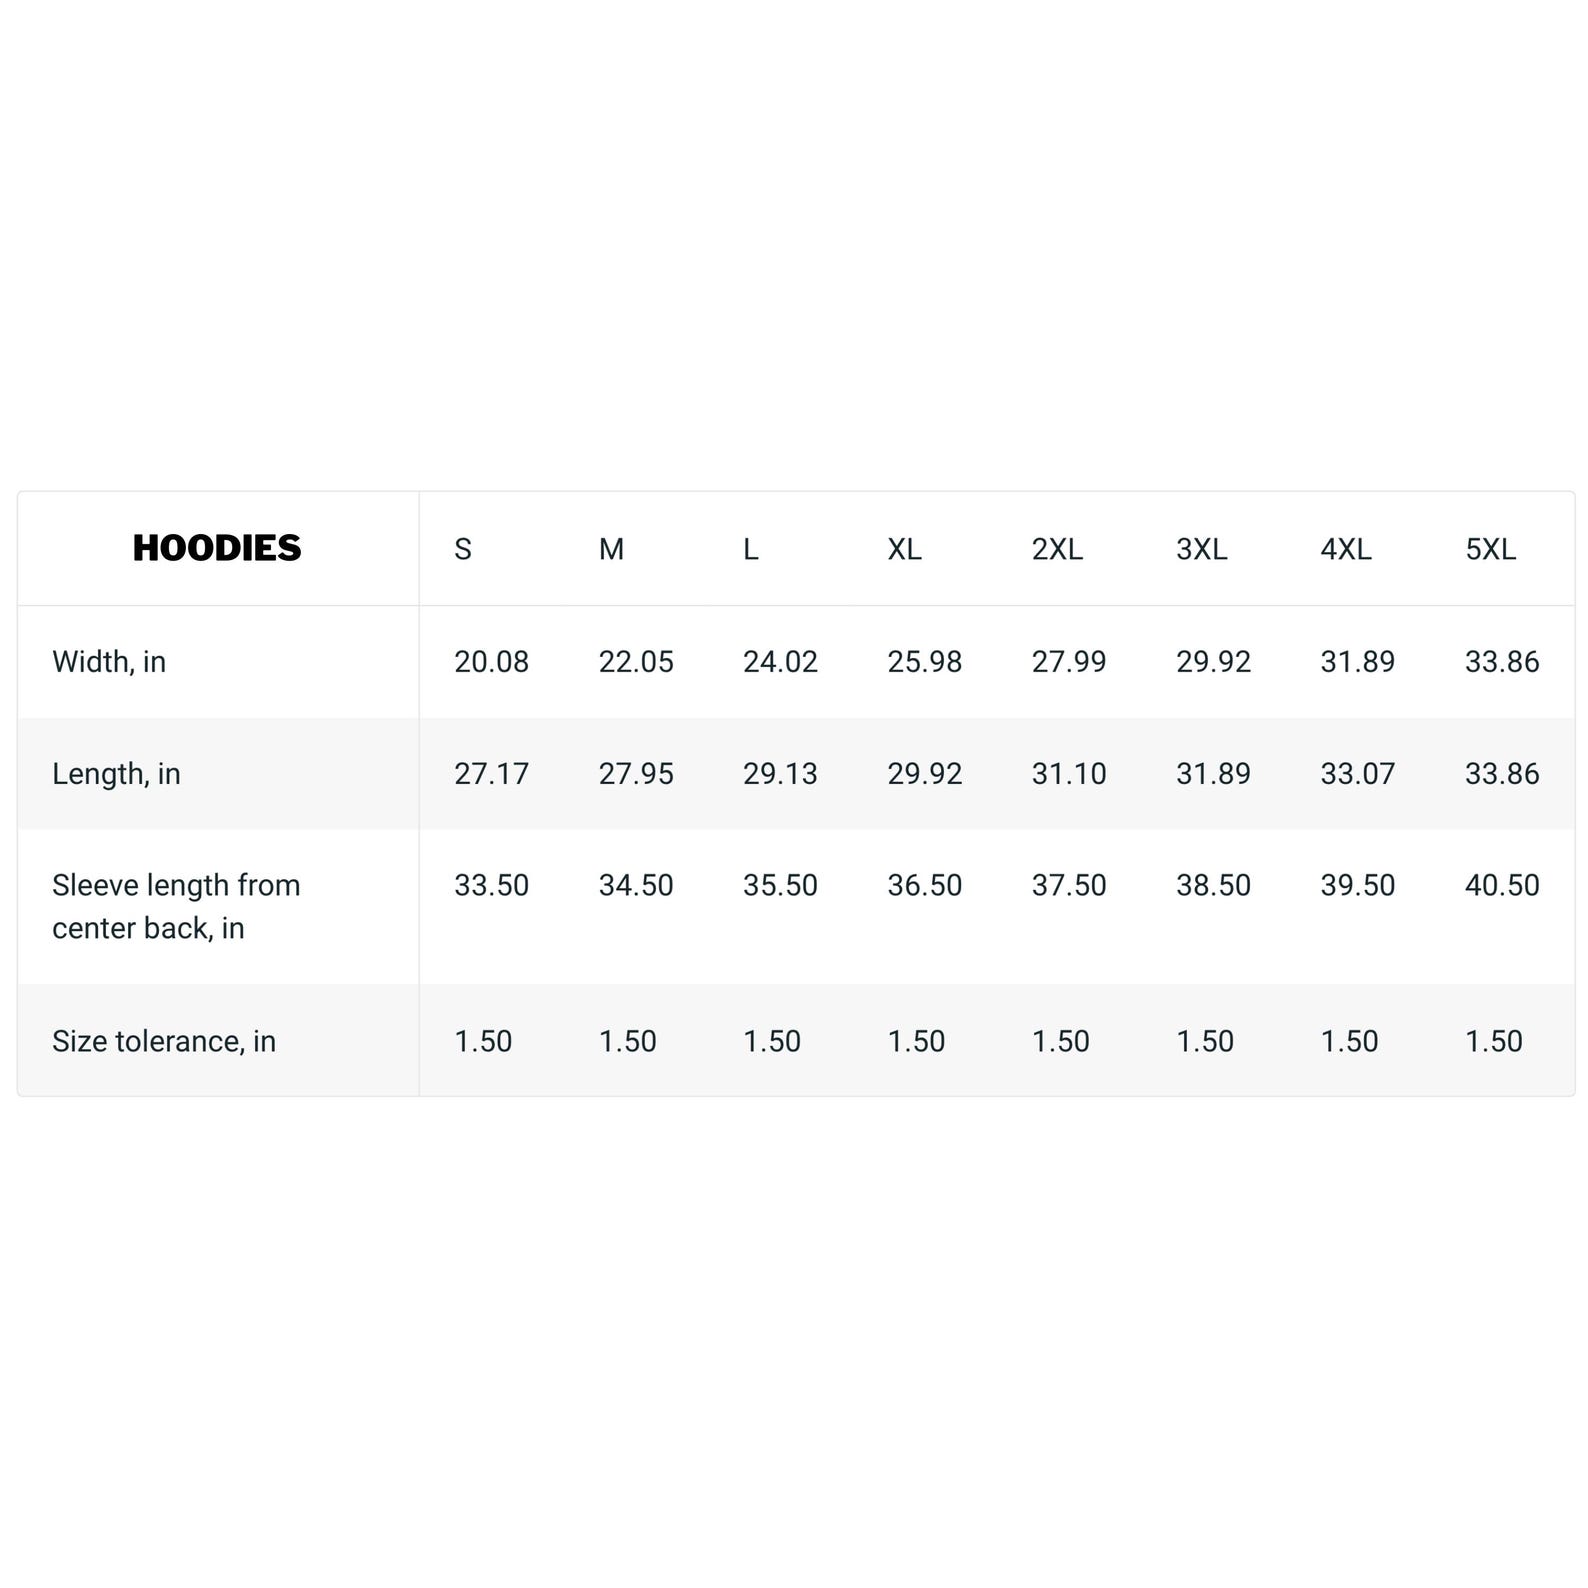 HOODIES S M L XL 2XL 3XL 4XL 5XL
Width, in 20.08 22.05 24.02 25.98 27.99 29.92 31.89 33.86
Length, in 27.17 27.95 29.13 29.92 31.10 31.89 33.07 33.86
Sleeve length from 33.50 34.50 35.50 36.50 37.50 38.50 39.50 40.50
center back, in
Size tolerance, in 1.50 1.50 1.50 1.50 1.50 1.50 1.50 1.50